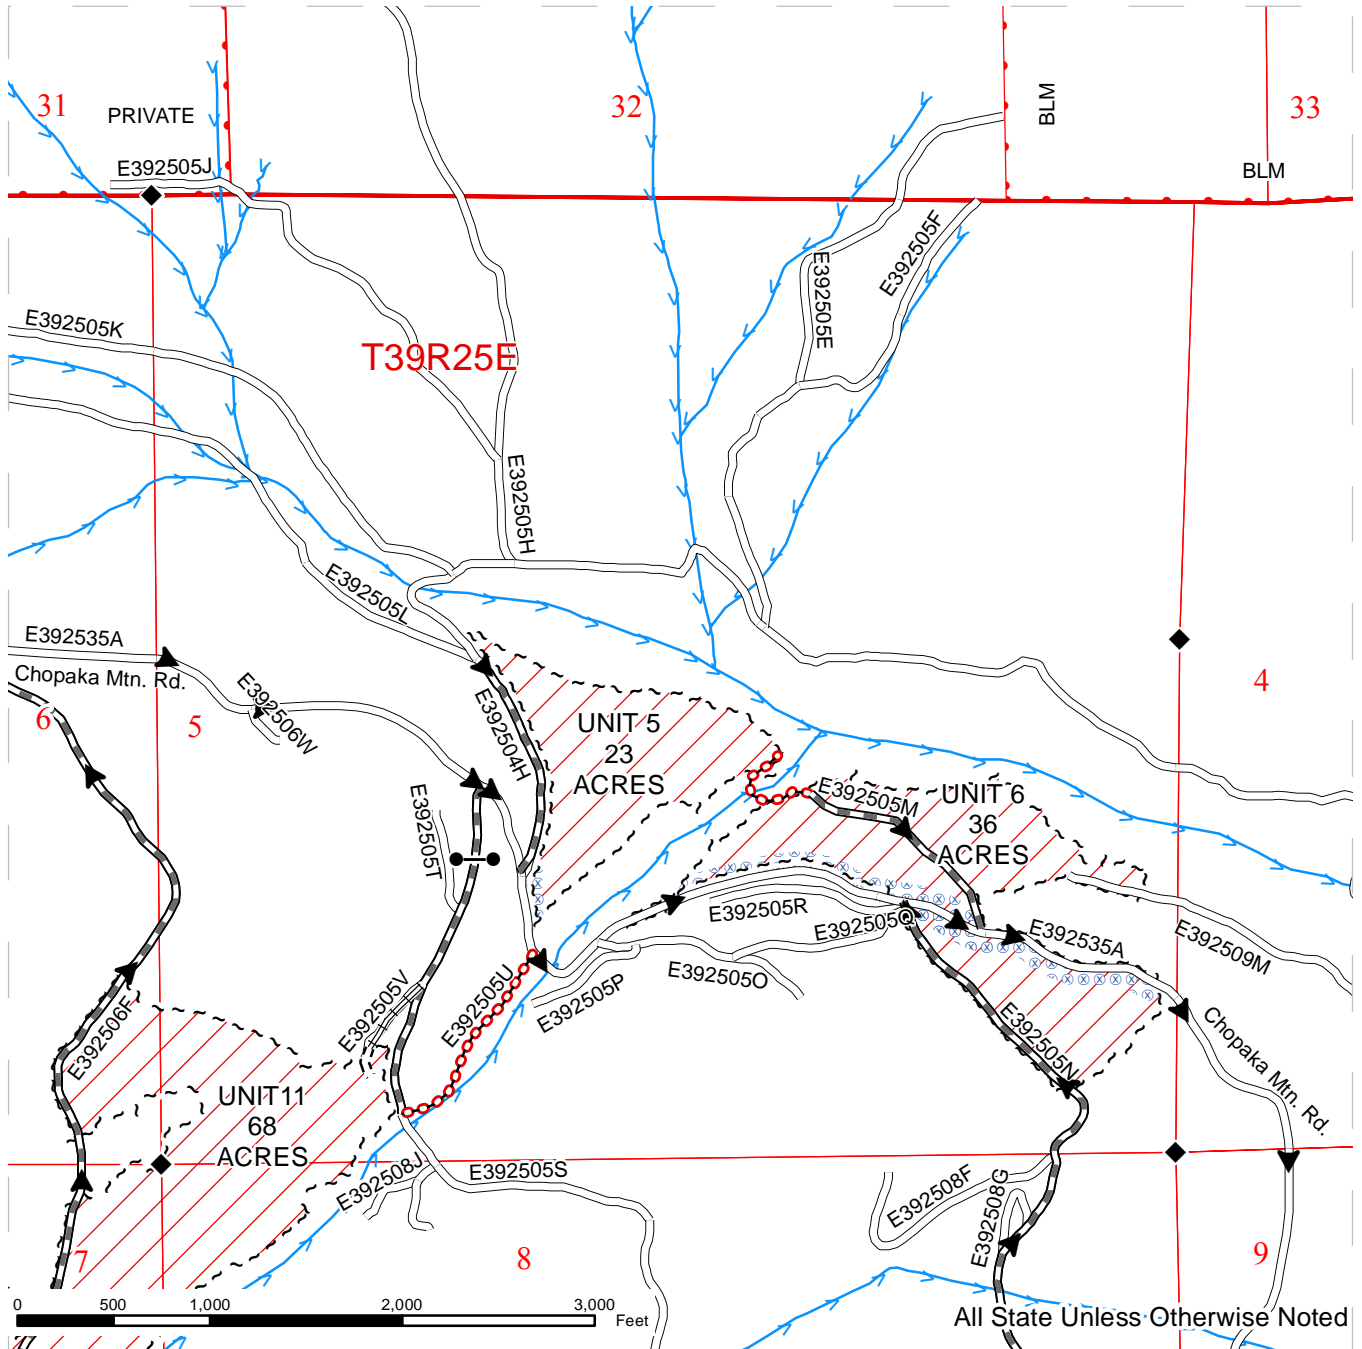 31
PRIVATE
32
BLM
33
BLM
E392505J
E392505F
E392505E
E392505K
T39R25E
E392505H
E392505L
E392535A
Chopaka Mtn. Rd.
E392506W
4
6
5
E392504H
UNIT 5
23
ACRES
E392505M
UNIT 6
36
ACRES
E392505T
E392505R
E392505Q
E392535A
E392509M
E392505O
E392505P
E392505V
E392505U
E392506F
E392505N
Chopaka Mtn. Rd.
UNIT11
68
ACRES
E392508J
E392505S
E392508F
E392508G
7
8
9
0 500 1,000 2,000 3,000
Feet
All State Unless Otherwise Noted